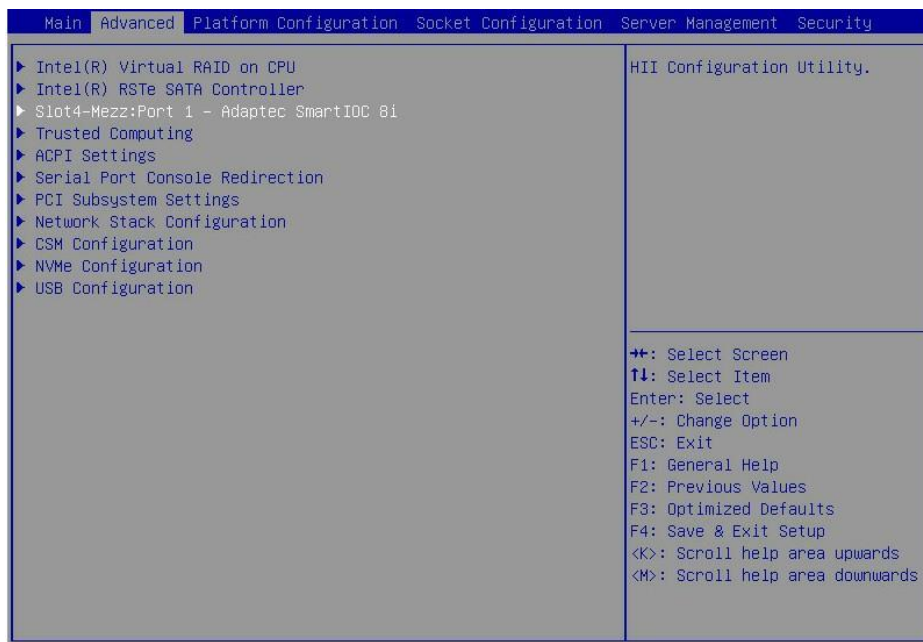 Main Advanced Platform Configuration Socket Configuration Server Management Security
▶ Intel(R) Virtual RAID on CPU
▶ Intel(R) RSTe SATA Controller
▶ Slot4-Mezz:Port 1 - Adaptec SmartIOC 8i
▶ Trusted Computing
▶ ACPI Settings
▶ Serial Port Console Redirection
▶ PCI Subsystem Settings
▶ Network Stack Configuration
▶ CSM Configuration
▶ NVMe Configuration
▶ USB Configuration
HII Configuration Utility.
→←: Select Screen
↑↓: Select Item
Enter: Select
+/-: Change Option
ESC: Exit
F1: General Help
F2: Previous Values
F3: Optimized Defaults
F4: Save & Exit Setup
<K>: Scroll help area upwards
<M>: Scroll help area downwards